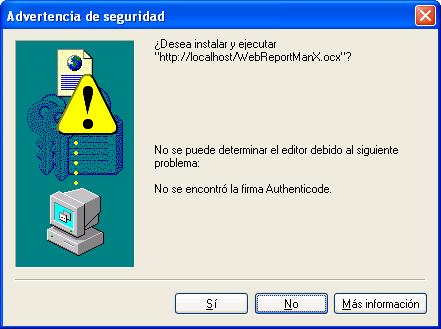 Advertencia de seguridad
¿Desea instalar y ejecutar
"http://localhost/WebReportManX.ocx"?
No se puede determinar el editor debido al siguiente
problema:
No se encontró la firma Authenticode.
Sí
No
Más información